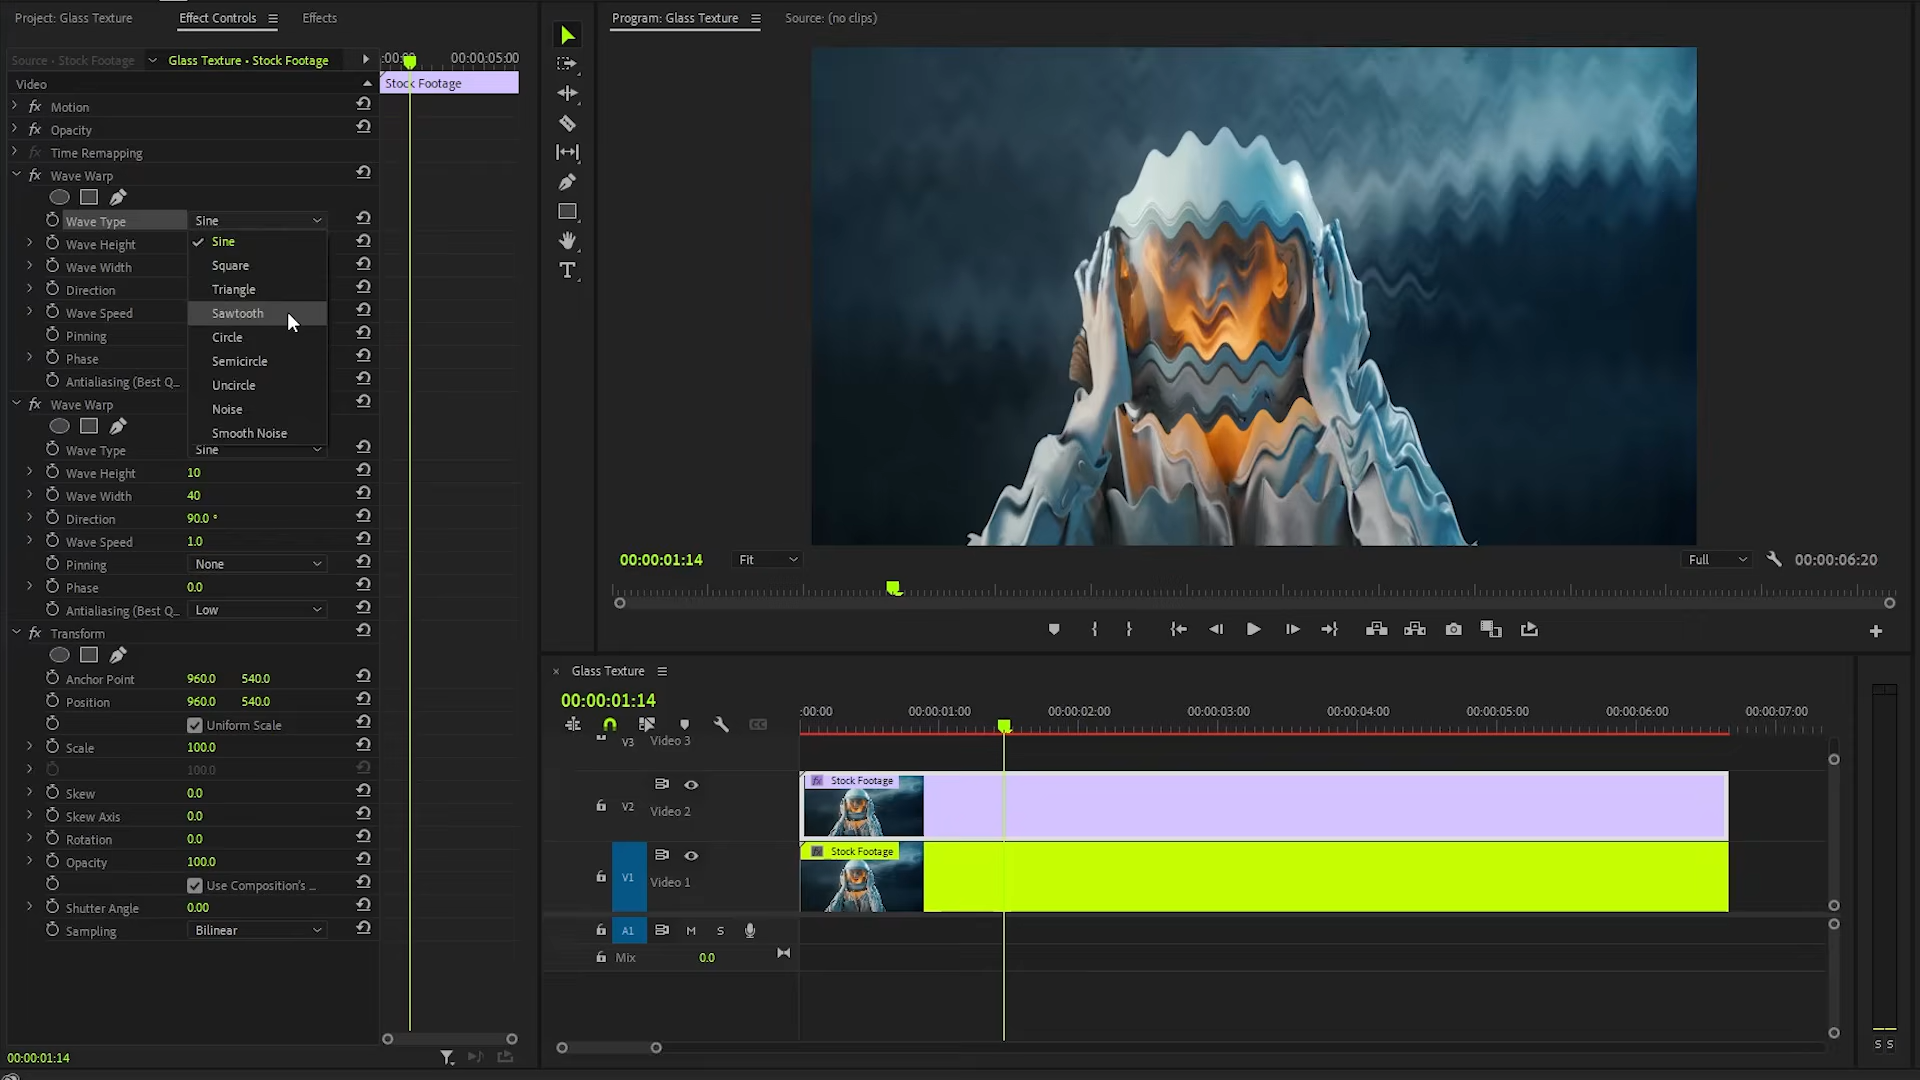 Project: Glass Texture
Effect Controls
Effects
Source • Stock Footage
Glass Texture • Stock Footage
00:00:05:00
Video
Stock Footage
fx Motion
fx Opacity
fx Time Remapping
fx Wave Warp
Wave Type
Sine
Wave Height
Wave Width
Direction
Wave Speed
Pinning
Phase
Antialiasing (Best Q...
Sine
Square
Triangle
Sawtooth
Circle
Semicircle
Uncircle
Noise
Smooth Noise
fx Wave Warp
Wave Type Sine
Wave Height 10
Wave Width 40
Direction 90.0 °
Wave Speed 1.0
Pinning None
Phase 0.0
Antialiasing (Best Q... Low
fx Transform
Anchor Point 960.0 540.0
Position 960.0 540.0
Uniform Scale
Scale 100.0
100.0
Skew 0.0
Skew Axis 0.0
Rotation 0.0
Opacity 100.0
Use Composition's ...
Shutter Angle 0.00
Sampling Bilinear
00:00:01:14
T
Program: Glass Texture
Source: (no clips)
00:00:01:14
Fit
Full
00:00:06:20
Glass Texture
00:00:01:14
:00:00 00:00:01:00 00:00:02:00 00:00:03:00 00:00:04:00 00:00:05:00 00:00:06:00 00:00:07:00
V3 Video 3
V2 Video 2
fx Stock Footage
V1 Video 1
fx Stock Footage
A1 M S
Mix 0.0
S S